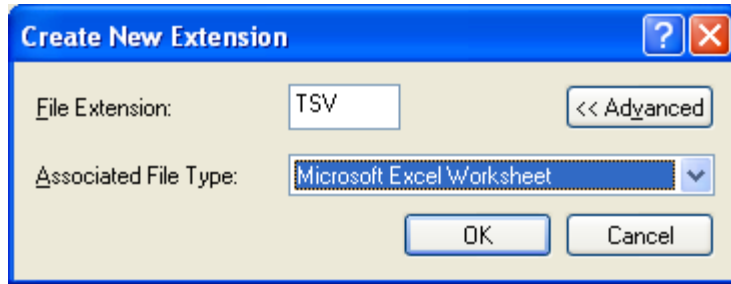 Create New Extension
File Extension: TSV << Advanced
Associated File Type: Microsoft Excel Worksheet
OK Cancel